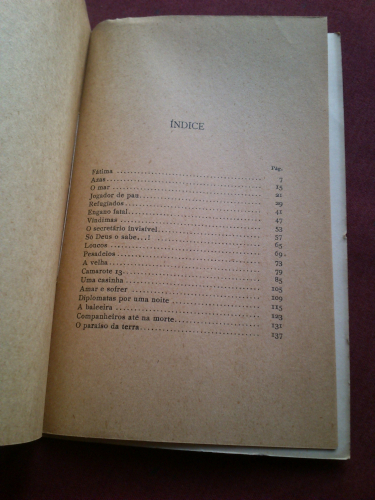 ÍNDICE
Pág.
Fátima 7
Azas 15
O mar 21
Jogador de pau 29
Refugiados 41
Engano fatal 47
Vindimas 53
O secretário invisível 57
Só Deus o sabe...! 65
Loucos 69
Pesadelos 73
A velha 79
Camarote 13 85
Uma casinha 105
Amar e sofrer 109
Diplomatas por uma noite 115
A baleeira 123
Companheiros até na morte 131
O paraíso da terra 137